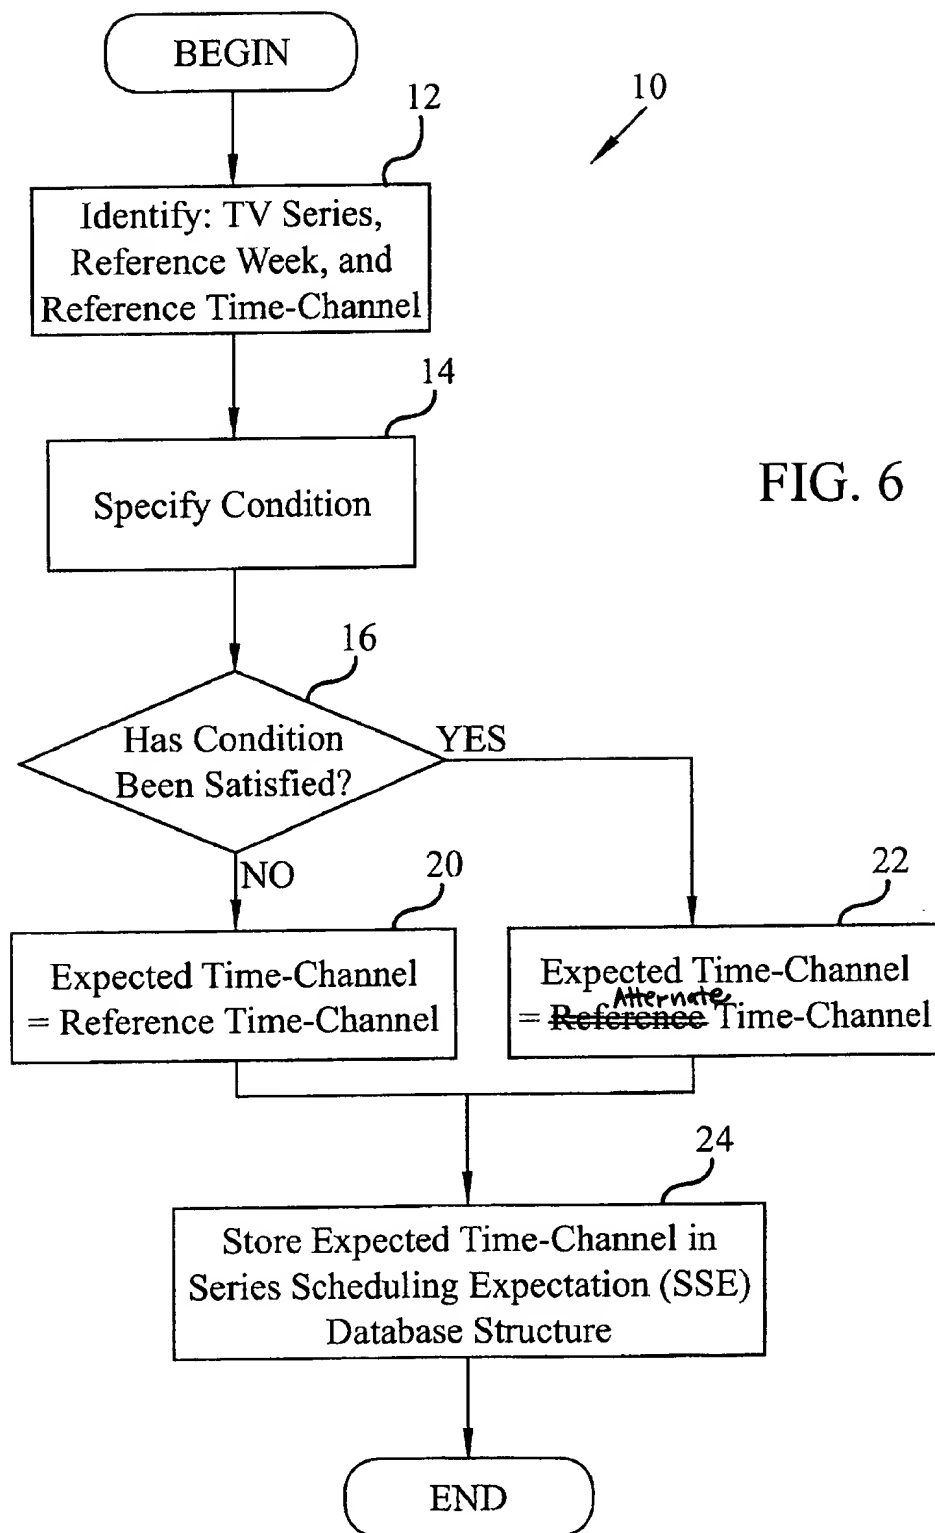 BEGIN
10
12
Identify: TV Series,
Reference Week, and
Reference Time-Channel
14
Specify Condition
FIG. 6
16
Has Condition
Been Satisfied?
YES
NO
20
22
Expected Time-Channel
= Reference Time-Channel
Expected Time-Channel
Alternate
= Reference Time-Channel
24
Store Expected Time-Channel in
Series Scheduling Expectation (SSE)
Database Structure
END